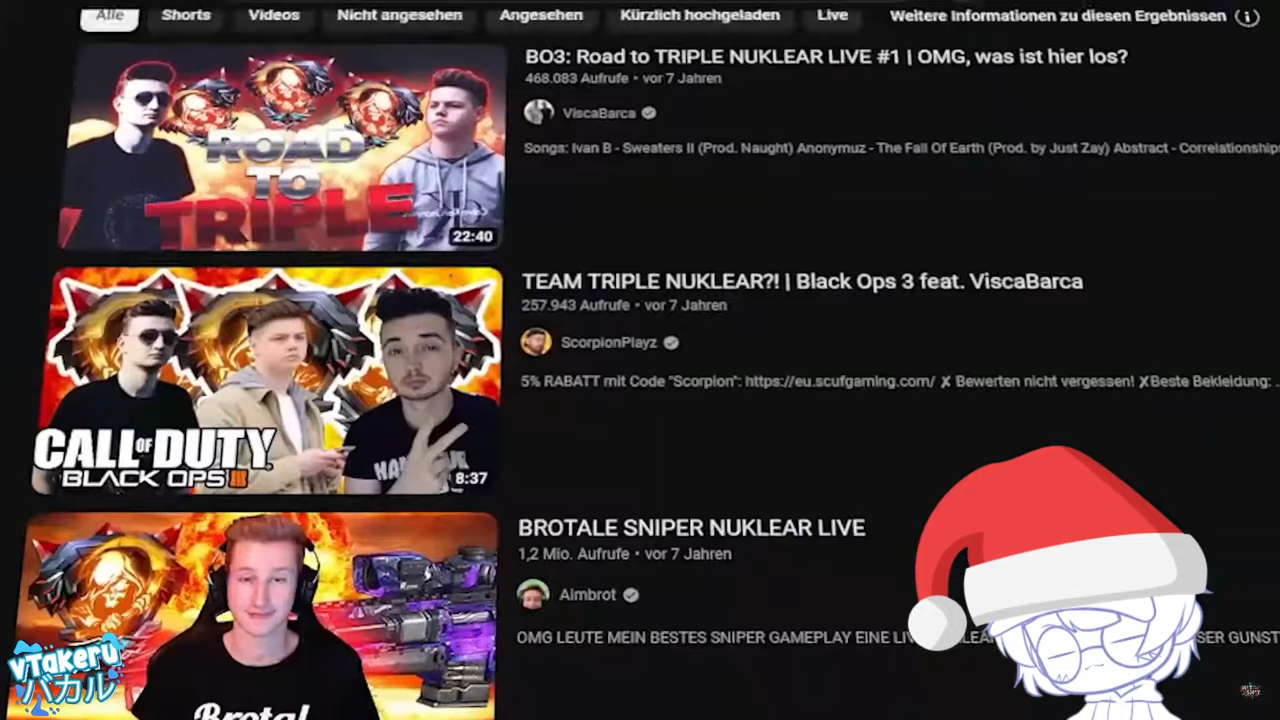 Alle Shorts Videos Nicht angesehen Angesehen Kürzlich hochgeladen Live Weitere Informationen zu diesen Ergebnissen
BO3: Road to TRIPLE NUKLEAR LIVE #1 | OMG, was ist hier los?
468.083 Aufrufe • vor 7 Jahren
ViscaBarca
Songs: Ivan B - Sweaters II (Prod. Naught) Anonymuz - The Fall Of Earth (Prod. by Just Zay) Abstract - Correlationships
ROAD
TO
TRIPLE
22:40
TEAM TRIPLE NUKLEAR?! | Black Ops 3 feat. ViscaBarca
257.943 Aufrufe • vor 7 Jahren
ScorpionPlayz
5% RABATT mit Code "Scorpion": https://eu.scufgaming.com/ ✘ Bewerten nicht vergessen! ✘Beste Bekleidung: ..
CALL OF DUTY
BLACK OPS III
8:37
BROTALE SNIPER NUKLEAR LIVE
1,2 Mio. Aufrufe • vor 7 Jahren
Aimbrot
OMG LEUTE MEIN BESTES SNIPER GAMEPLAY EINE
Brotal
vTakeru
バカル